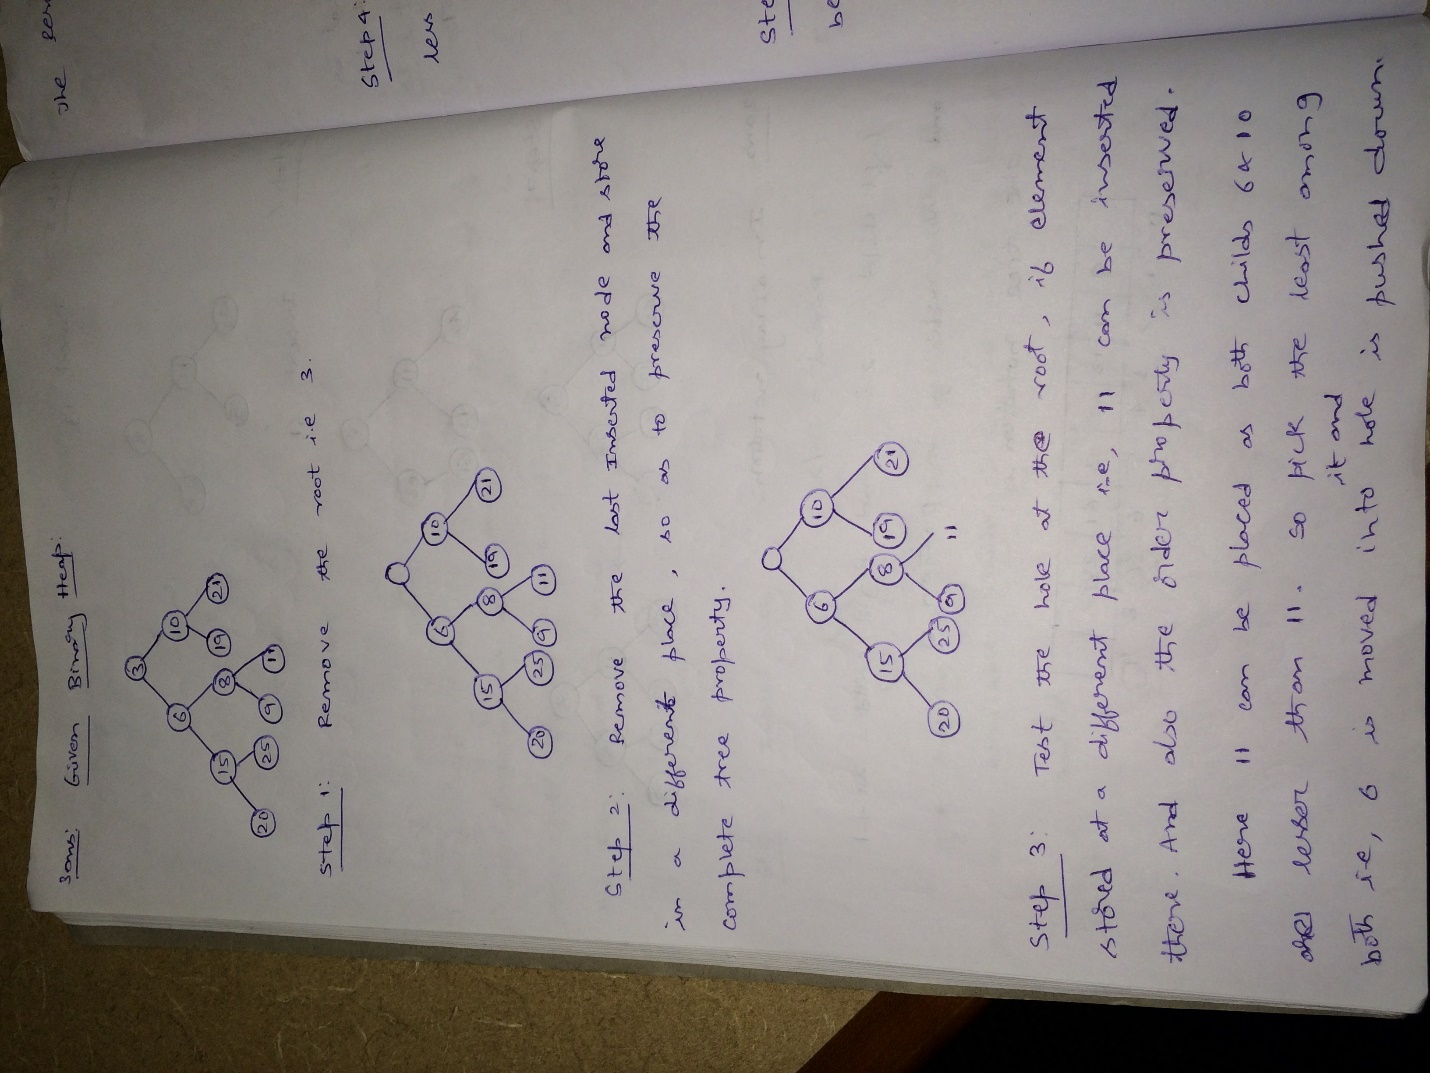 Given Binary Heap:
3
6
10
15
8
19
21
20
25
9
11
Step 1: Remove the root i.e 3.
6
10
15
8
19
21
20
25
9
11
Step 2: Remove the last Inserted node and store
in a different place, so as to preserve the
complete tree property.
6
10
15
8
19
21
20
25
9
11
Step 3: Test the hole at the root, if element
stored at a different place i.e, 11 can be inserted
there. And also the order property is preserved.
Here 11 can be placed as both childs 6 & 10
are lesser than 11. So pick the least among
it and
both i.e, 6 is moved into hole is pushed down.
The
Step 4:
less
Ste
be